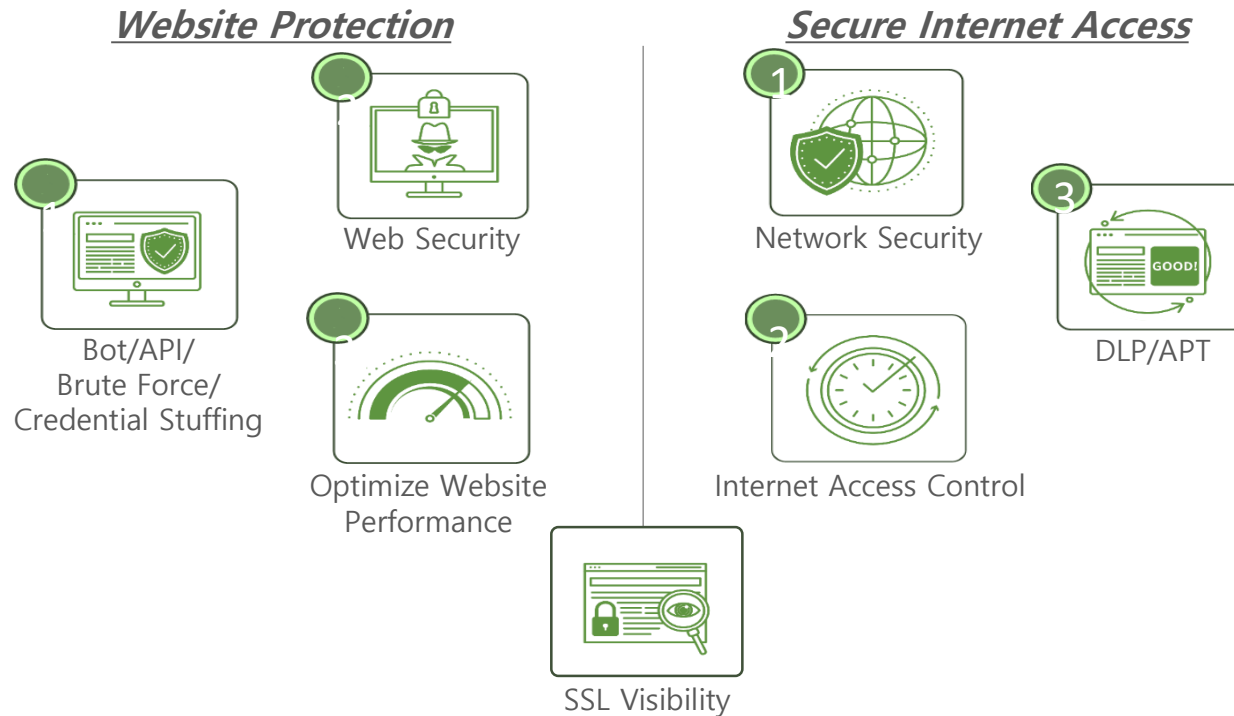 Website Protection
Secure Internet Access
Web Security
1
Network Security
Bot/API/
Brute Force/
Credential Stuffing
3
GOOD!
DLP/APT
Optimize Website
Performance
Internet Access Control
SSL Visibility